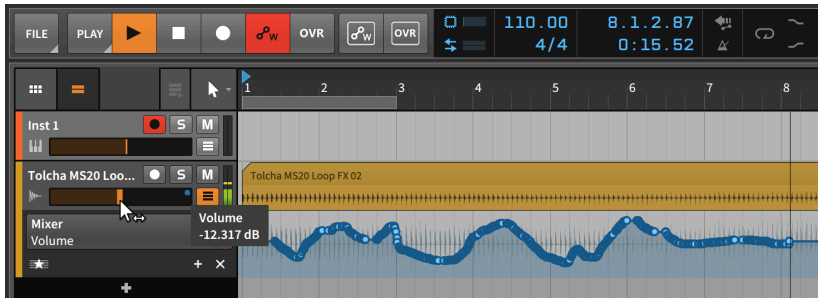 FILE PLAY OVR OVR 110.00 4/4 8.1.2.87 0:15.52
1 2 3 4 5 6 7 8
Inst 1 S M
Tolcha MS20 Loo... S M
Tolcha MS20 Loop FX 02
Volume
-12.317 dB
Mixer
Volume